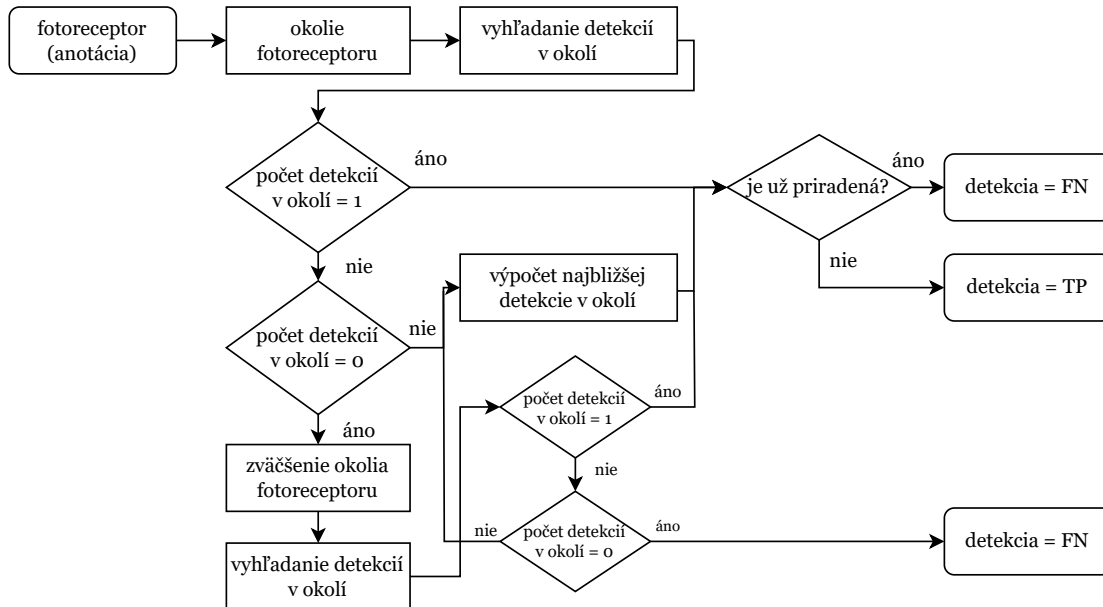 fotoreceptor
(anotácia)
okolie
fotoreceptoru
vyhľadanie detekcií
v okolí
počet detekcií
v okolí = 1
áno
je už priradená?
áno
detekcia = FN
nie
nie
detekcia = TP
výpočet najbližšej
detekcie v okolí
nie
počet detekcií
v okolí = 0
počet detekcií
v okolí = 1
áno
áno
zväčšenie okolia
fotoreceptoru
nie
počet detekcií
v okolí = 0
nie
áno
detekcia = FN
vyhľadanie detekcií
v okolí